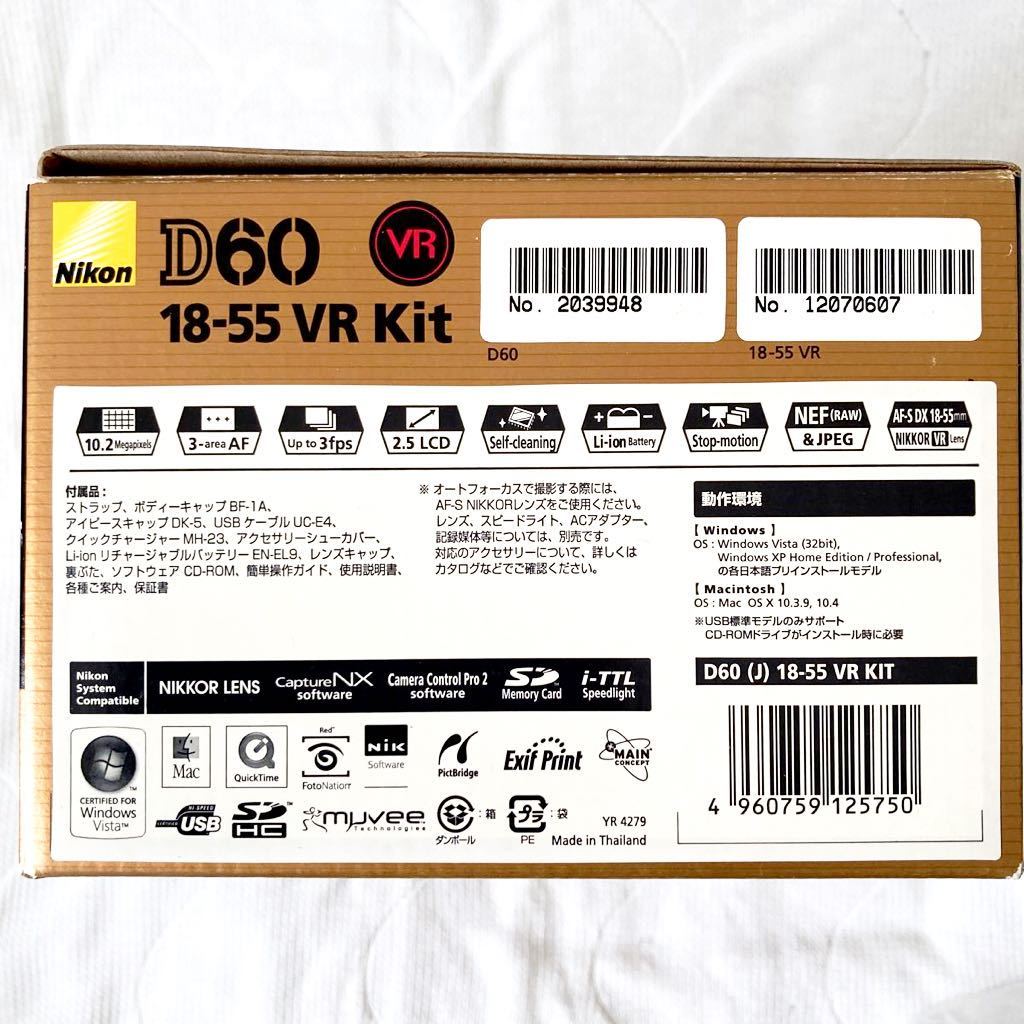 Nikon
D60
VR
18-55 VR Kit
No. 2039948
D60
No. 12070607
18-55 VR
10.2 Megapixels
3-area AF
Up to 3fps
2.5 LCD
Self-cleaning
Li-ion Battery
Stop-motion
NEF (RAW)
& JPEG
AF-S DX 18-55mm
NIKKOR VR Lens
付属品:
ストラップ、ボディーキャップ BF-1A、
アイピースキャップ DK-5、USB ケーブル UC-E4、
クイックチャージャー MH-23、アクセサリーシューカバー、
Li-ion リチャージャブルバッテリー EN-EL9、レンズキャップ、
裏ぶた、ソフトウェア CD-ROM、簡単操作ガイド、使用説明書、
各種ご案内、保証書
※ オートフォーカスで撮影する際には、
AF-S NIKKORレンズをご使用ください。
レンズ、スピードライト、ACアダプター、
記録媒体等については、別売です。
対応のアクセサリーについて、詳しくは
カタログなどでご確認ください。
動作環境
【 Windows 】
OS : Windows Vista (32bit),
Windows XP Home Edition / Professional,
の各日本語プリインストールモデル
【 Macintosh 】
OS : Mac OS X 10.3.9, 10.4
※USB標準モデルのみサポート
CD-ROMドライブがインストール時に必要
D60 (J) 18-55 VR KIT
4 960759 125750
Nikon
System
Compatible
NIKKOR LENS
Capture NX
software
Camera Control Pro 2
software
SD
Memory Card
i-TTL
Speedlight
CERTIFIED FOR
Windows
Vista™
Mac
QuickTime
Red
FotoNation
Nik
Software
PictBridge
Exif Print
MAIN
CONCEPT
CERTIFIED
HI-SPEED
USB
SD
HC
muvee
Technologies
ダンボール
: 箱
プラ
PE
: 袋
YR 4279
Made in Thailand